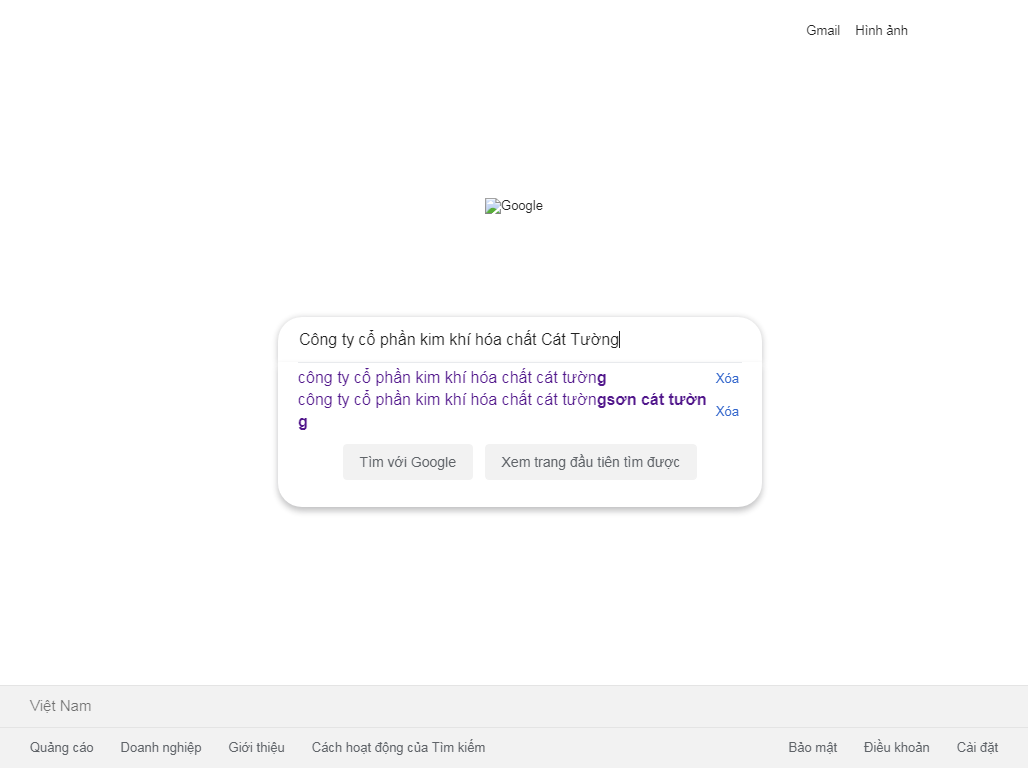 Gmail Hình ảnh
Google
Công ty cổ phần kim khí hóa chất Cát Tường
công ty cổ phần kim khí hóa chất cát tường Xóa
công ty cổ phần kim khí hóa chất cát tườngsơn cát tườn Xóa
g
Tìm với Google Xem trang đầu tiên tìm được
Việt Nam
Quảng cáo Doanh nghiệp Giới thiệu Cách hoạt động của Tìm kiếm Bảo mật Điều khoản Cài đặt